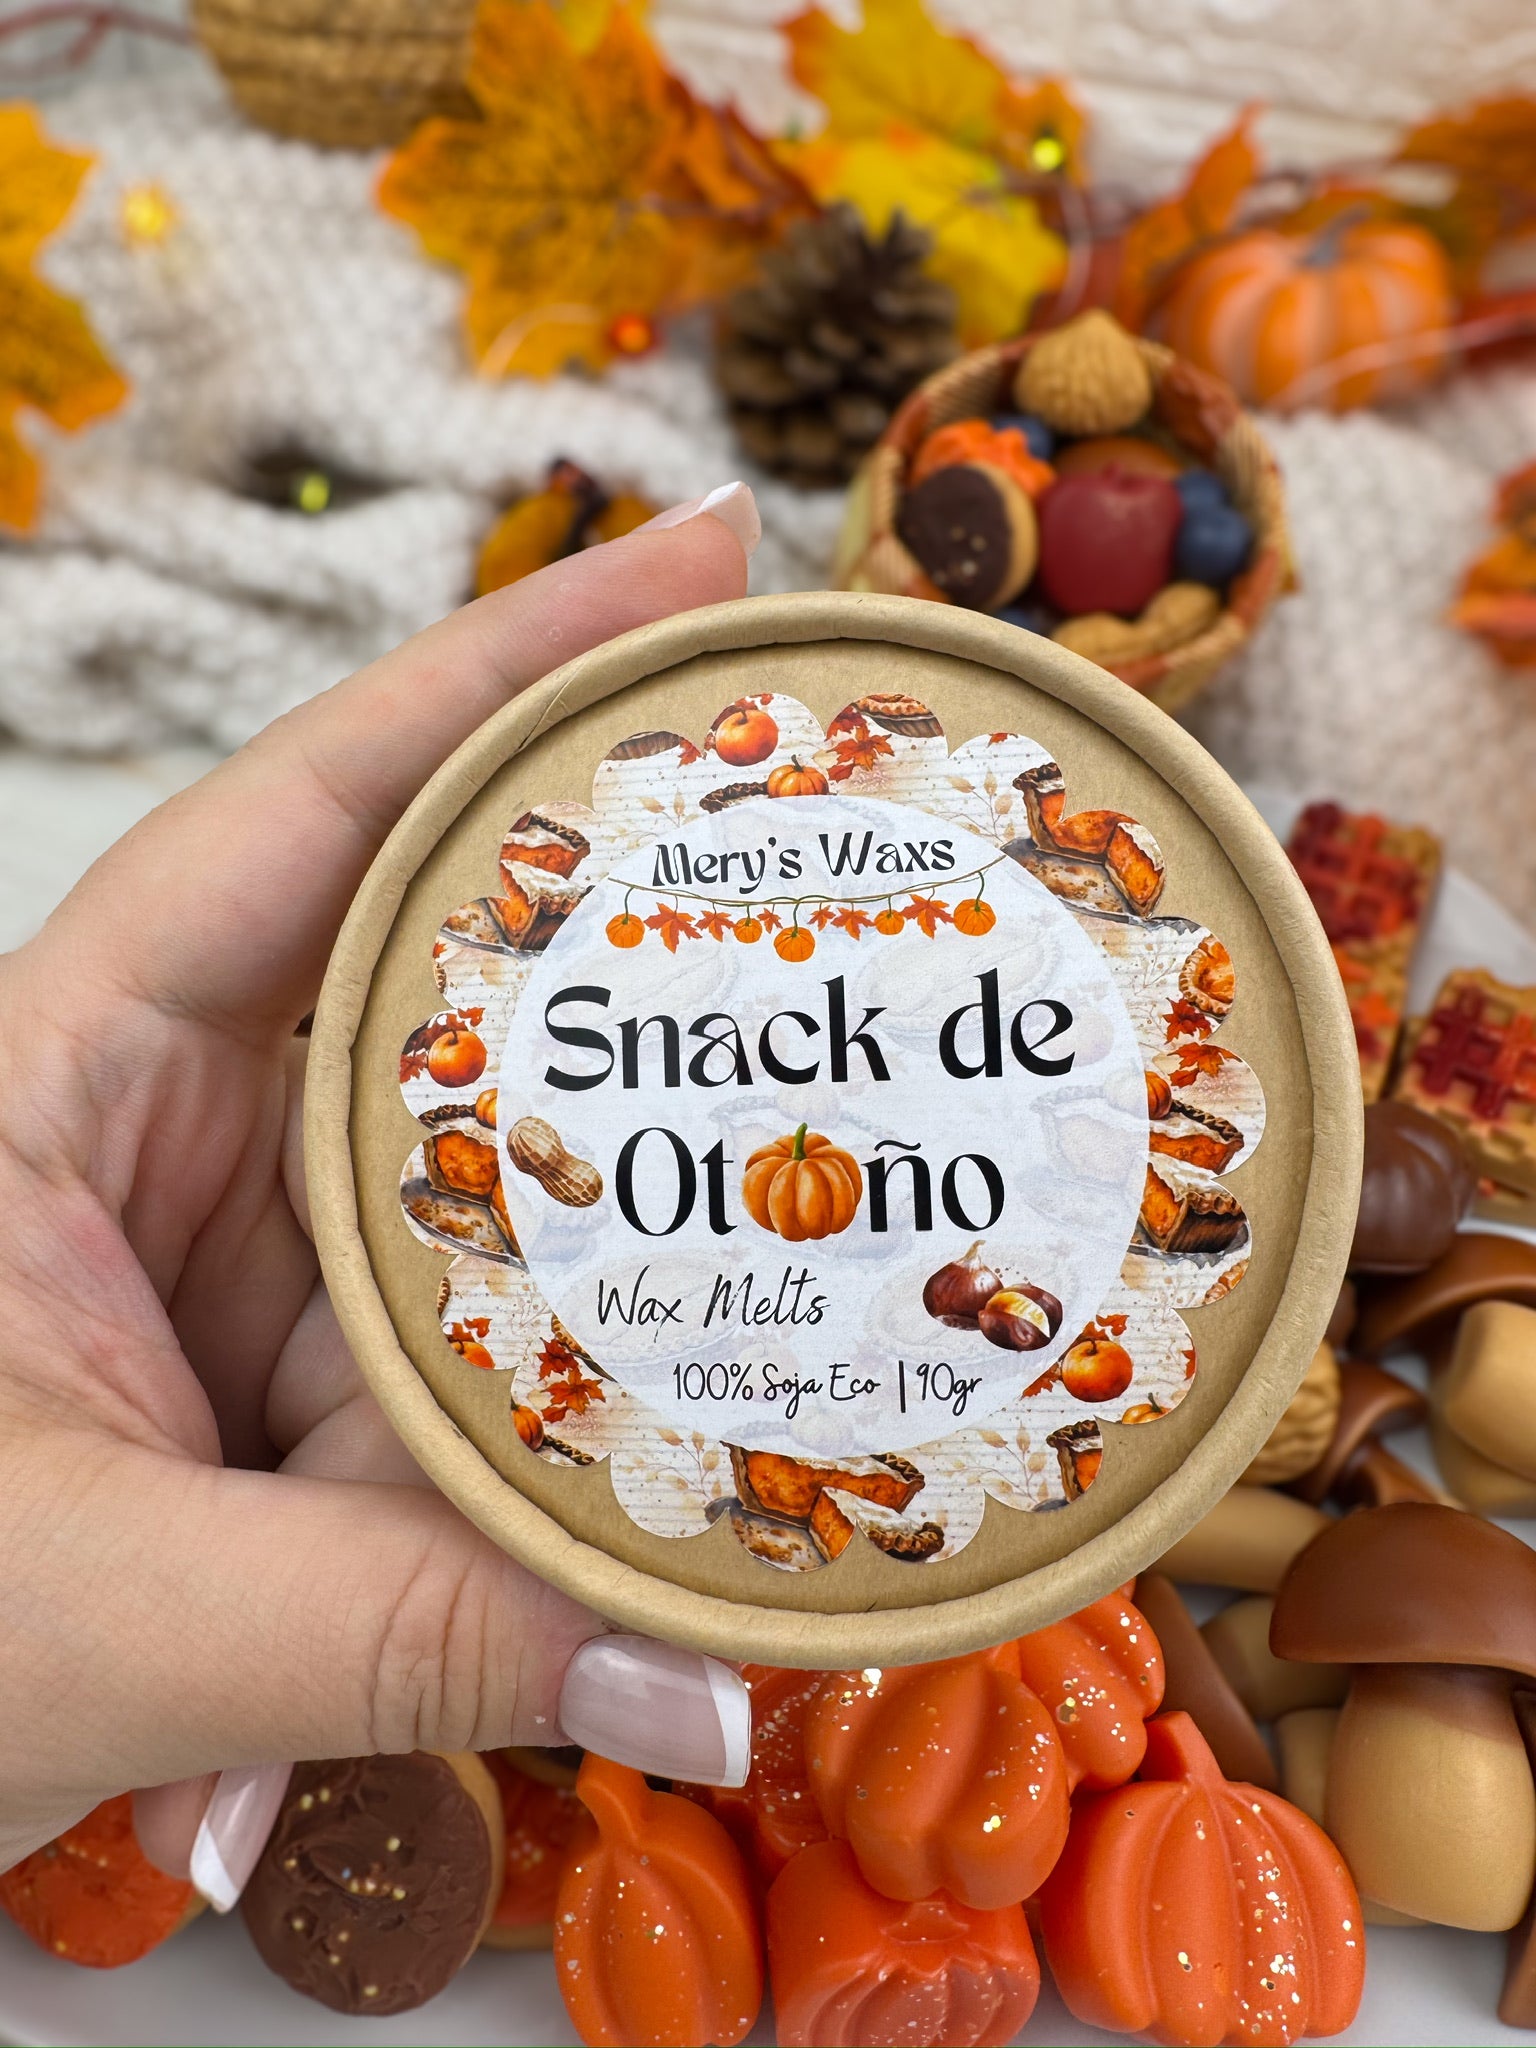 Mery's Waxs
Snack de
Otoño
Wax Melts
100% Soja Eco | 90gr